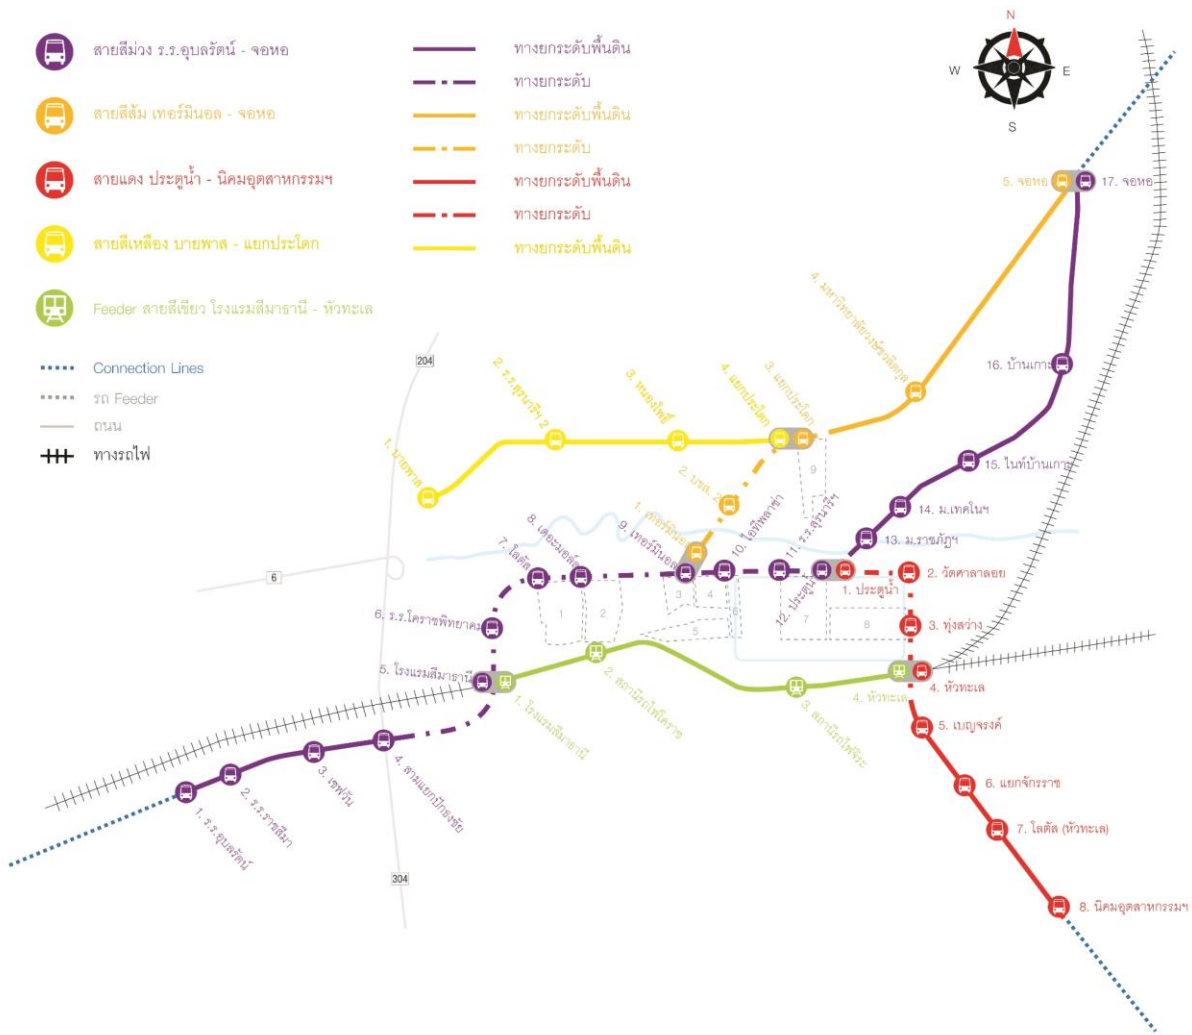 สายสีม่วง ร.ร.อุบลรัตน์ - จอหอ
ทางยกระดับพื้นดิน
ทางยกระดับ
สายสีส้ม เทอร์มินอล - จอหอ
ทางยกระดับพื้นดิน
ทางยกระดับ
สายแดง ประตูน้ำ - นิคมอุตสาหกรรมฯ
ทางยกระดับพื้นดิน
ทางยกระดับ
สายสีเหลือง บายพาส - แยกประโดก
ทางยกระดับพื้นดิน
Feeder สายสีเขียว โรงแรมสีมาธานี - หัวทะเล
Connection Lines
รถ Feeder
ถนน
ทางรถไฟ
N
W
E
S
5. จอหอ
17. จอหอ
4. มหาวิทยาลัยวงษ์ชวลิตกุล
16. บ้านเกาะ
204
1. บายพาส
2. ร.ร.สุรนารีฯ 2
3. หนองไผ่
4. แยกประโดก
3. แยกประโดก
9
15. ไนท์บ้านเกาะ
2. บขส. 2
1. เทอร์มินอล
14. ม.เทคโนฯ
13. ม.ราชภัฏฯ
6
7. โลตัส
8. เดอะมอลล์
9. เทอร์มินอล
10. ไอทีพลาซ่า
11. ร.ร.สุรนารีฯ
12. ประตูน้ำ
1. ประตูน้ำ
2. วัดศาลาลอย
1
2
3
4
5
6
7
8
6. ร.ร.โคราชพิทยาคม
3. ทุ่งสว่าง
5. โรงแรมสีมาธานี
1. โรงแรมสีมาธานี
2. สถานีรถไฟโคราช
3. สถานีรถไฟจิระ
4. หัวทะเล
4. หัวทะเล
5. เบญจรงค์
1. ร.ร.อุบลรัตน์
2. ร.ร.ราชสีมา
3. เซฟวัน
4. สามแยกปักธงชัย
6. แยกจักรราช
7. โลตัส (หัวทะเล)
304
8. นิคมอุตสาหกรรมฯ